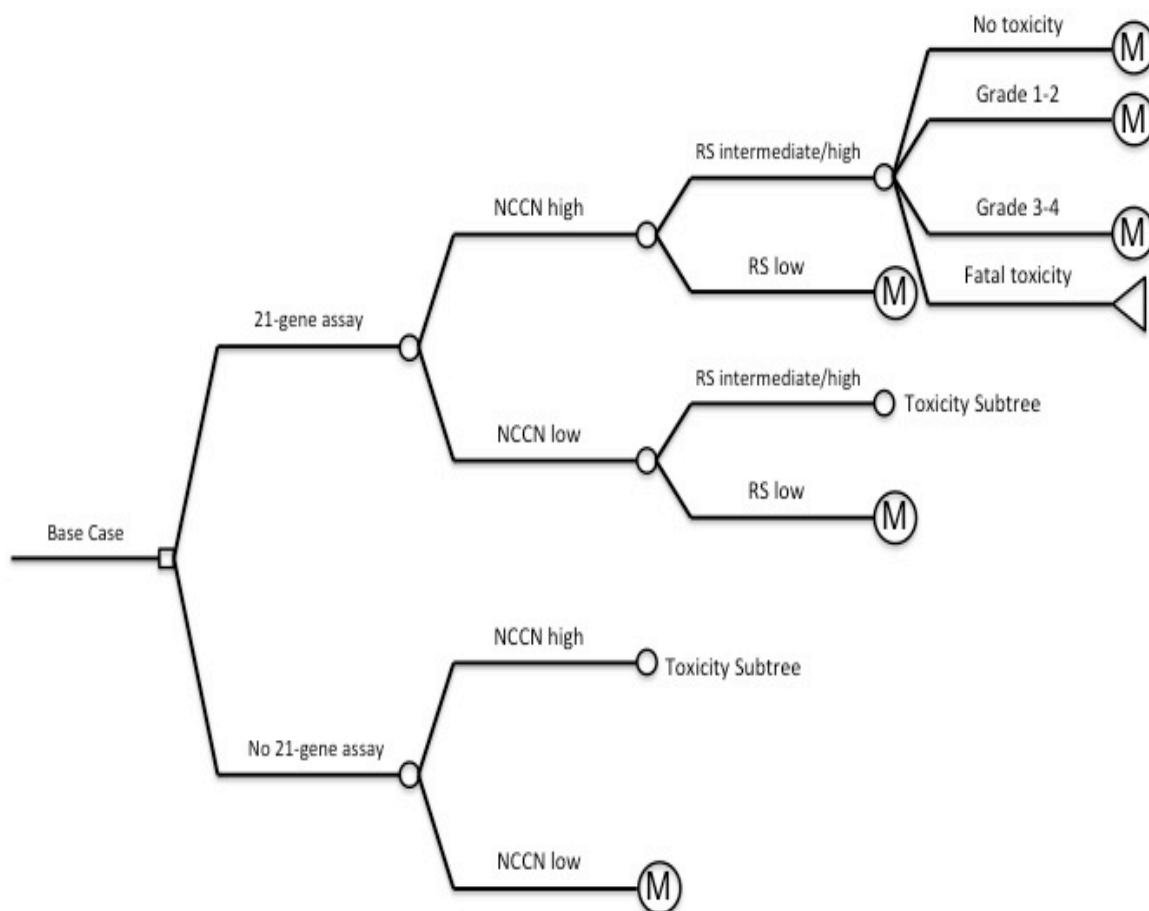 No toxicity
M
Grade 1-2
M
RS intermediate/high
NCCN high
Grade 3-4
M
RS low
M
Fatal toxicity
21-gene assay
RS intermediate/high
Toxicity Subtree
NCCN low
RS low
M
Base Case
NCCN high
Toxicity Subtree
No 21-gene assay
NCCN low
M